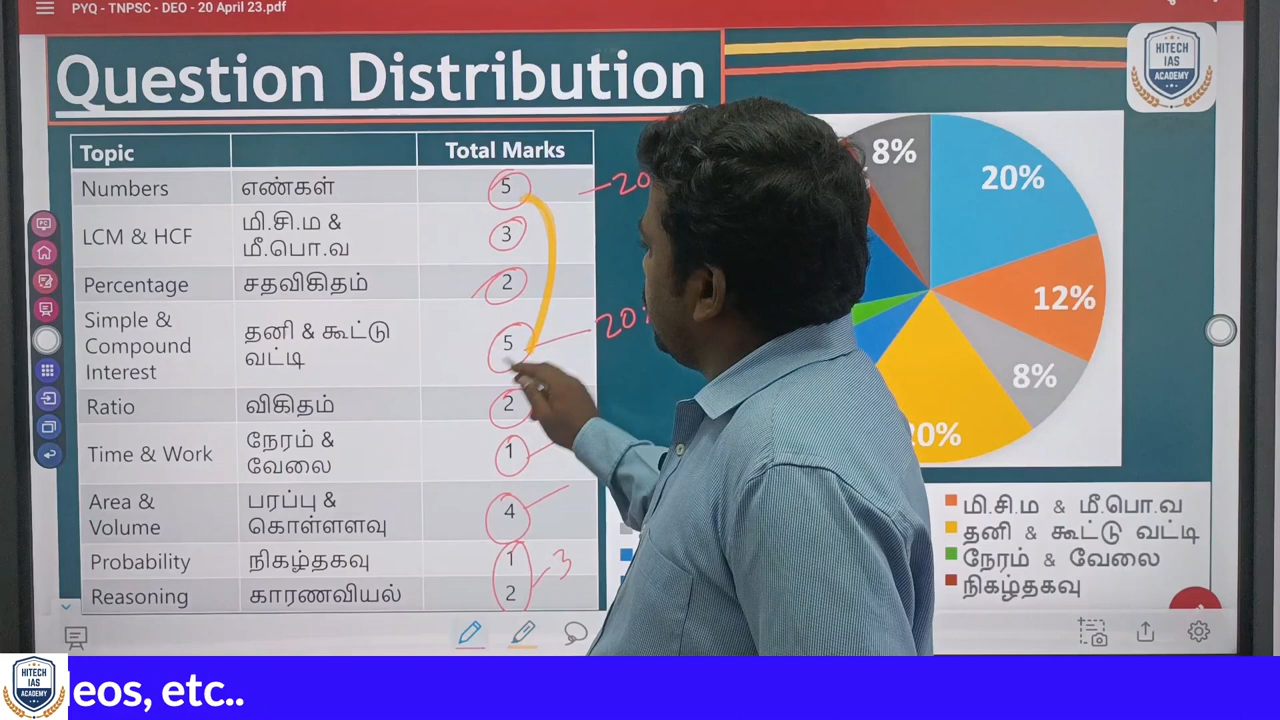 PYQ - TNPSC - DEO - 20 April 23.pdf
Question Distribution
HITECH
IAS
ACADEMY
Topic Total Marks
Numbers எண்கள் 5
LCM & HCF மி.சி.ம &
மீ.பொ.வ 3
Percentage சதவிகிதம் 2
Simple &
Compound
Interest தனி & கூட்டு
வட்டி 5
Ratio விகிதம் 2
Time & Work நேரம் &
வேலை 1
Area &
Volume பரப்பு &
கொள்ளளவு 4
Probability நிகழ்தகவு 1
Reasoning காரணவியல் 2
20
20
3
8%
20%
12%
8%
20%
மி.சி.ம & மீ.பொ.வ
தனி & கூட்டு வட்டி
நேரம் & வேலை
நிகழ்தகவு
HITECH
IAS
ACADEMY
eos, etc..